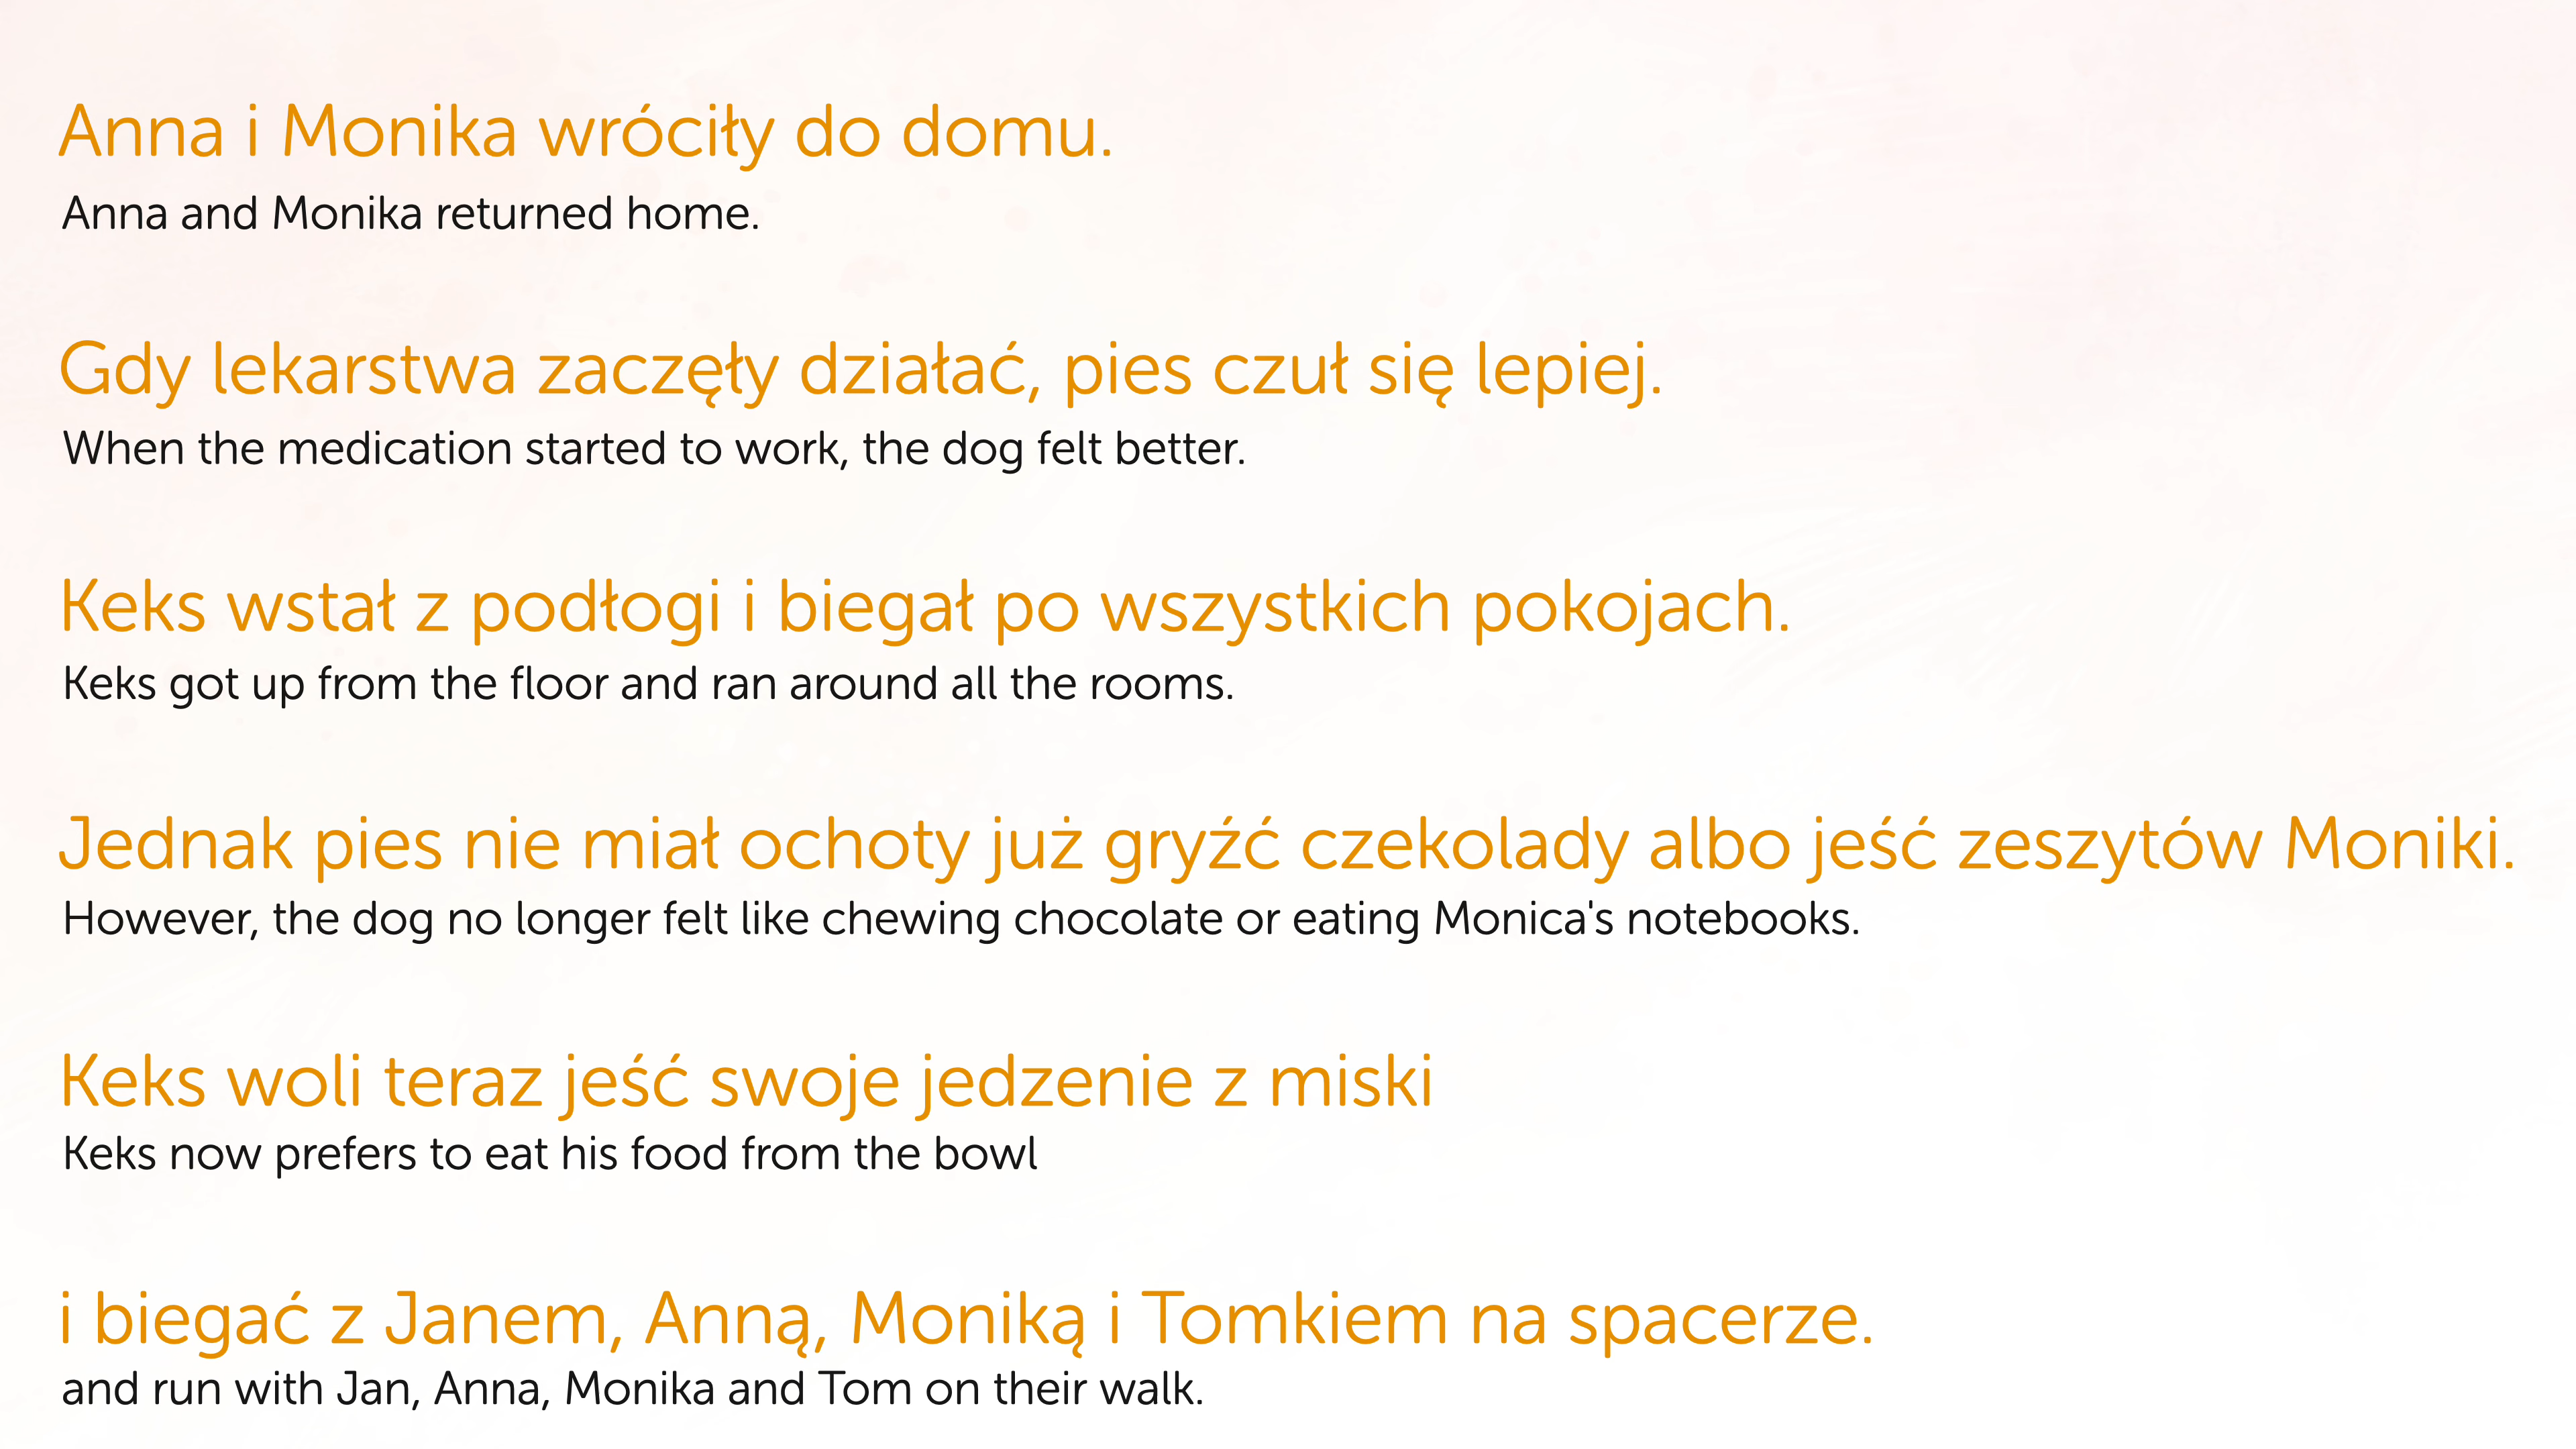 Anna i Monika wróciły do domu.
Anna and Monika returned home.
Gdy lekarstwa zaczęły działać, pies czuł się lepiej.
When the medication started to work, the dog felt better.
Keks wstał z podłogi i biegał po wszystkich pokojach.
Keks got up from the floor and ran around all the rooms.
Jednak pies nie miał ochoty już gryźć czekolady albo jeść zeszytów Moniki.
However, the dog no longer felt like chewing chocolate or eating Monica's notebooks.
Keks woli teraz jeść swoje jedzenie z miski
Keks now prefers to eat his food from the bowl
i biegać z Janem, Anną, Moniką i Tomkiem na spacerze.
and run with Jan, Anna, Monika and Tom on their walk.